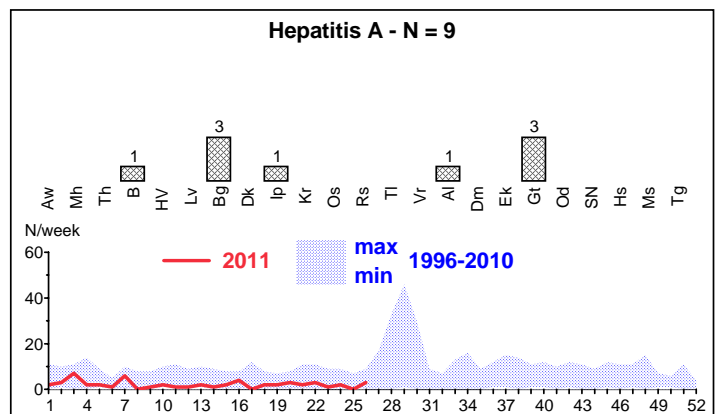 Hepatitis A - N = 9
1 3 1 1 3
Aw Mh Th B HV Lv Bg Dk Ip Kr Os Rs Tl Vr Al Dm Ek Gt Od SN Hs Ms Tg
N/week
60
2011 max min 1996-2010
40
20
0
1 4 7 10 13 16 19 22 25 28 31 34 37 40 43 46 49 52